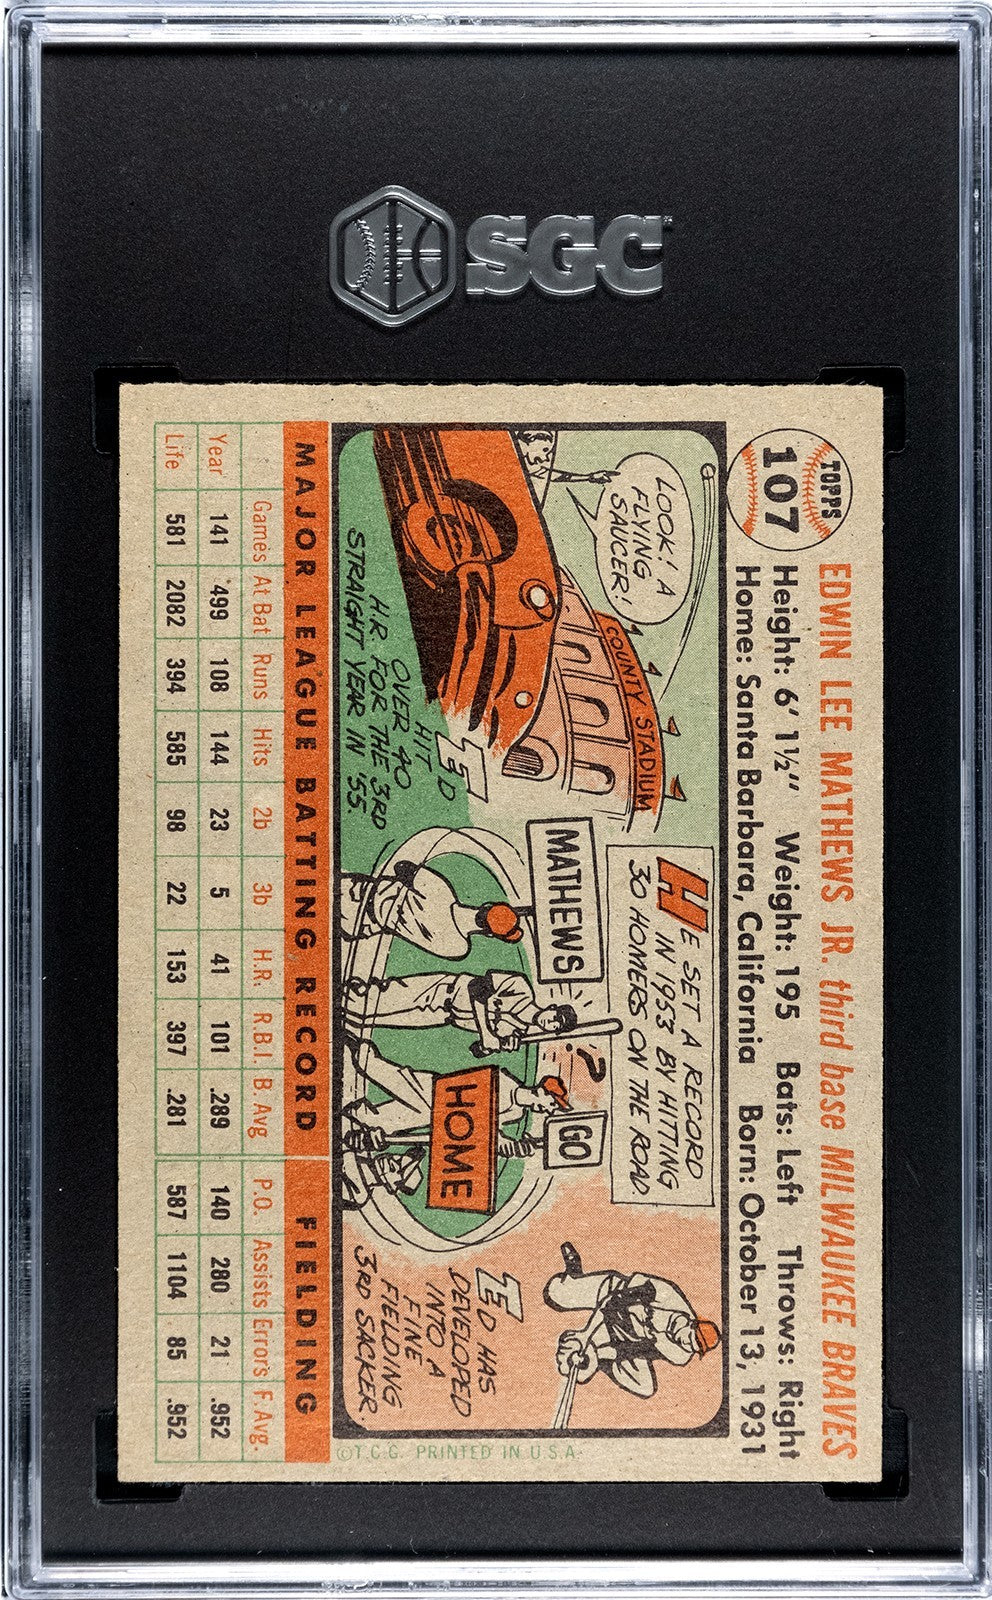 SGC
TOPPS
107
EDWIN LEE MATHEWS JR. third base MILWAUKEE BRAVES
Height: 6' 1½" Weight: 195 Bats: Left Throws: Right
Home: Santa Barbara, California Born: October 13, 1931
LOOK! A
FLYING
SAUCER!
COUNTY STADIUM
ED
HIT
OVER 40
HR FOR THE 3RD
STRAIGHT YEAR IN '55.
HE SET A RECORD
IN 1953 BY HITTING
30 HOMERS ON THE ROAD
MATHEWS
?
GO
HOME
ED HAS
DEVELOPED
INTO A
FINE
FIELDING
3RD SACKER.
©T.C.G. PRINTED IN U.S.A.
MAJOR LEAGUE BATTING RECORD FIELDING
Games At Bat Runs Hits 2b 3b H.R. R.B.I. B. Avg P.O. Assists Errors F. Avg.
Year 141 499 108 144 23 5 41 101 .289 140 280 21 .952
Life 581 2082 394 585 98 22 153 397 .281 587 1104 85 .952